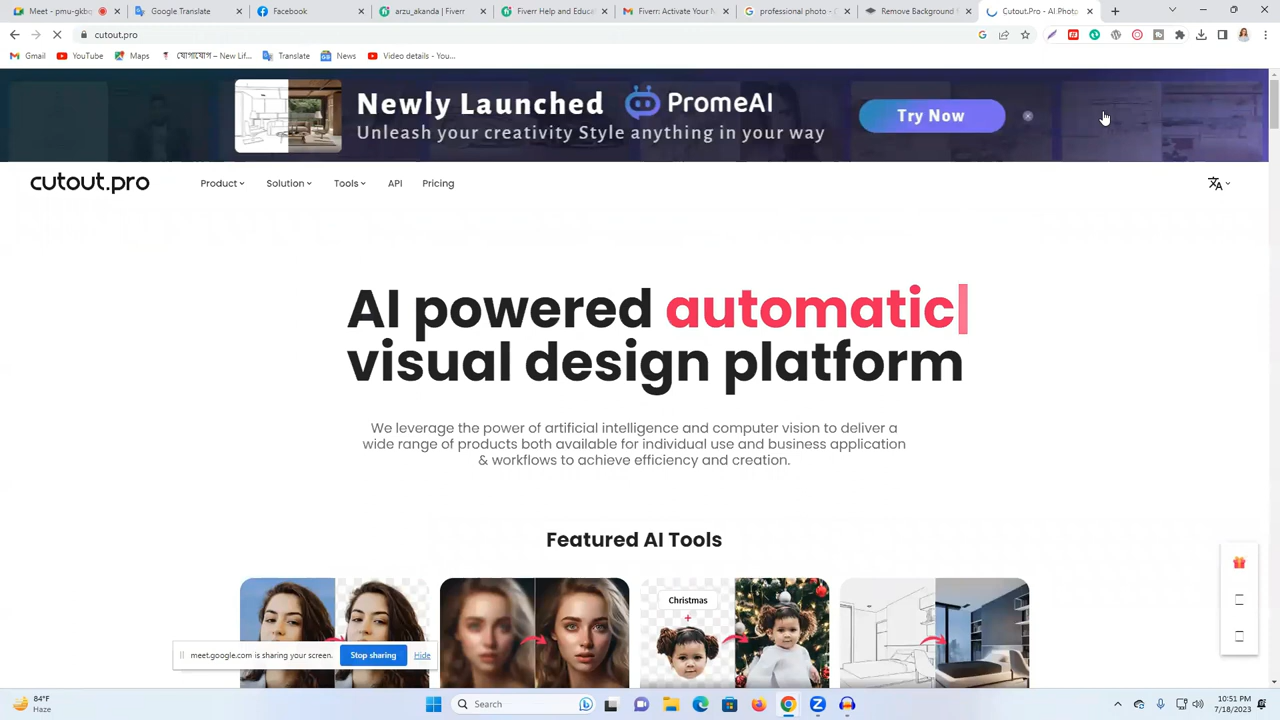 Meet - pmu-gkbq
Google Translate
Facebook
arzu_akanda | Fiverr
Fiverr Help and Educ
Gmail: Activate Your N
professional photo - G
Remove Background
Cutout.Pro - AI Photo
cutout.pro
Gmail
YouTube
Maps
যোগাযোগ – New Lif...
Translate
News
Video details - You...
Newly Launched PromeAI
Unleash your creativity Style anything in your way
Try Now
cutout.pro
Product
Solution
Tools
API
Pricing
AI powered automatic
visual design platform
We leverage the power of artificial intelligence and computer vision to deliver a
wide range of products both available for individual use and business application
& workflows to achieve efficiency and creation.
Featured AI Tools
Christmas
+
meet.google.com is sharing your screen.
Stop sharing
Hide
84°F
Haze
Search
10:51 PM
7/18/2023